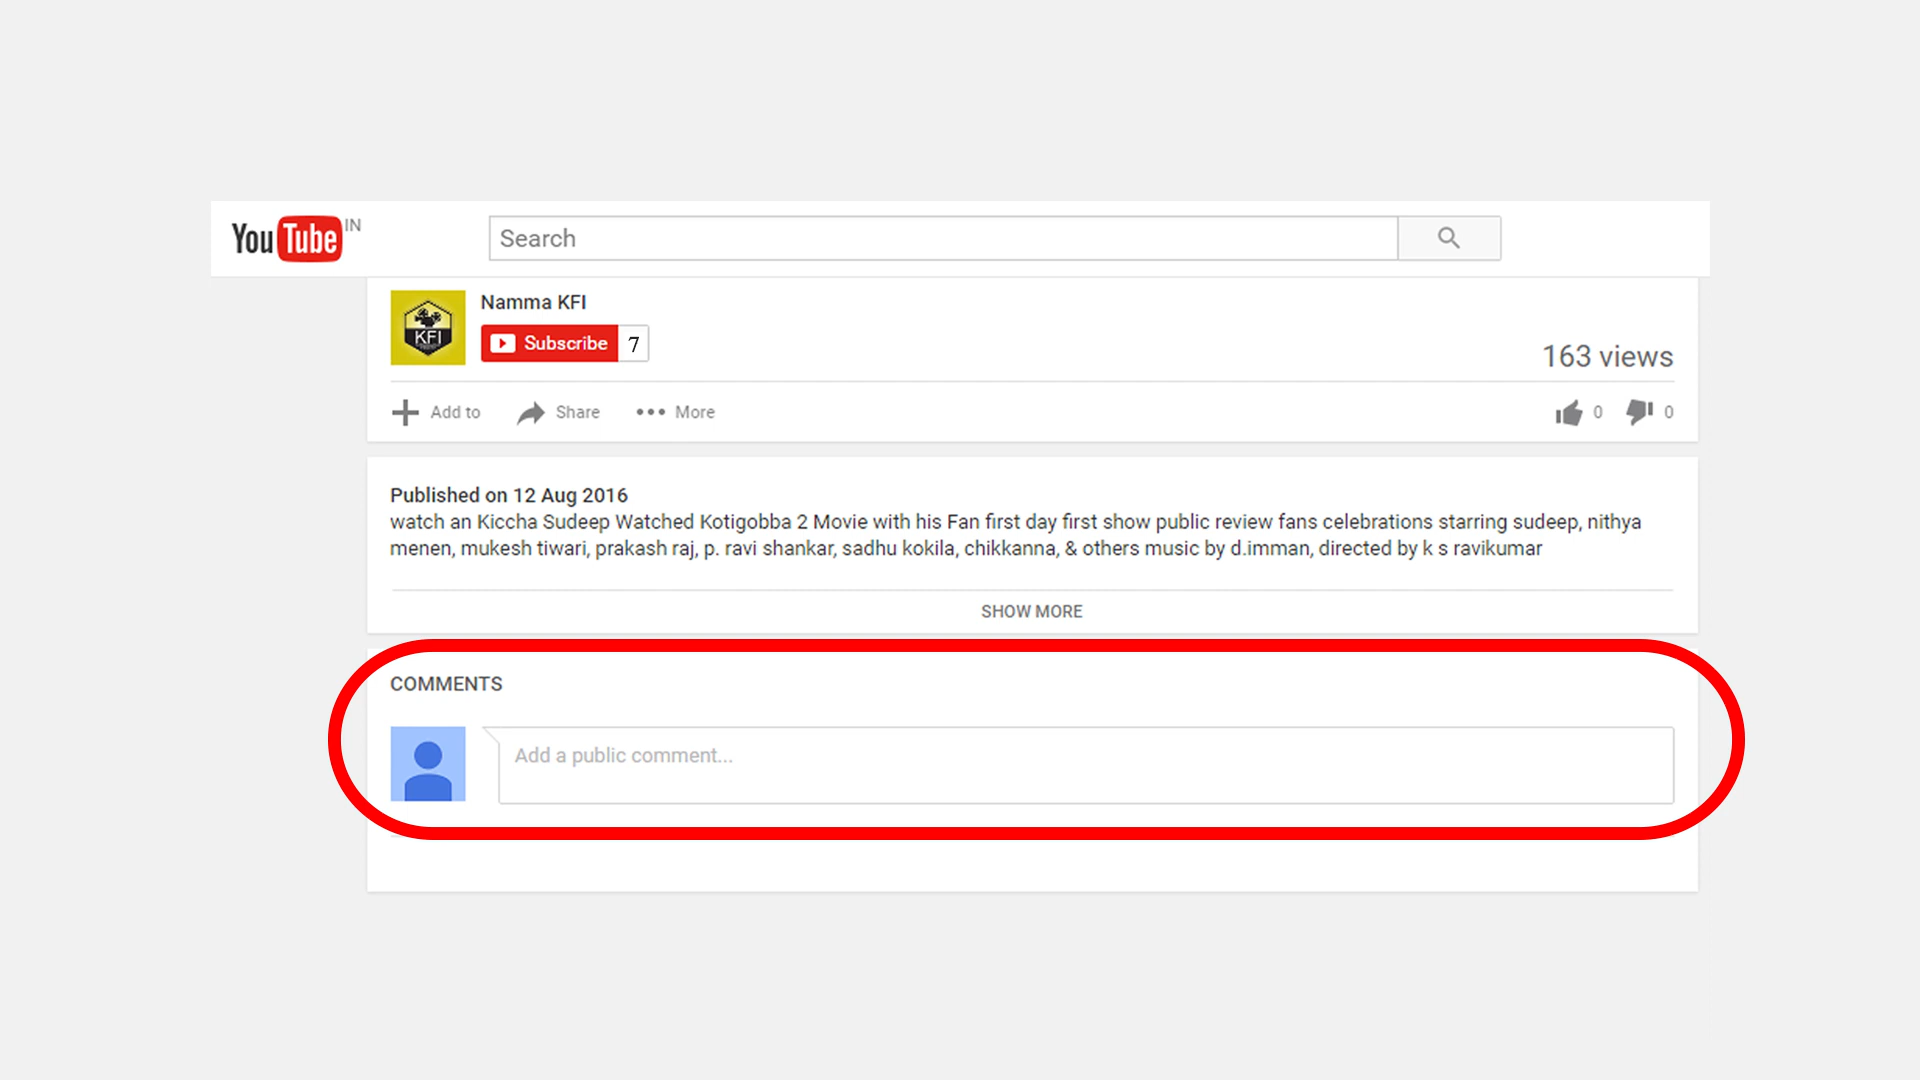 YouTube IN
Search
KFI
Namma KFI
Subscribe 7
163 views
Add to Share More 0 0
Published on 12 Aug 2016
watch an Kiccha Sudeep Watched Kotigobba 2 Movie with his Fan first day first show public review fans celebrations starring sudeep, nithya
menen, mukesh tiwari, prakash raj, p. ravi shankar, sadhu kokila, chikkanna, & others music by d.imman, directed by k s ravikumar
SHOW MORE
COMMENTS
Add a public comment...